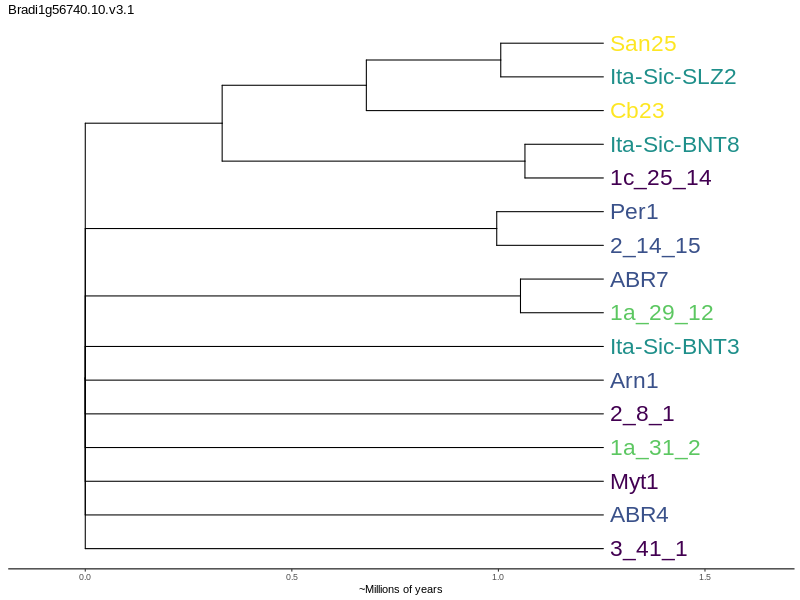 Bradi1g56740.10.v3.1
San25
Ita-Sic-SLZ2
Cb23
Ita-Sic-BNT8
1c_25_14
Per1
2_14_15
ABR7
1a_29_12
Ita-Sic-BNT3
Arn1
2_8_1
1a_31_2
Myt1
ABR4
3_41_1
0.0 0.5 1.0 1.5
~Millions of years